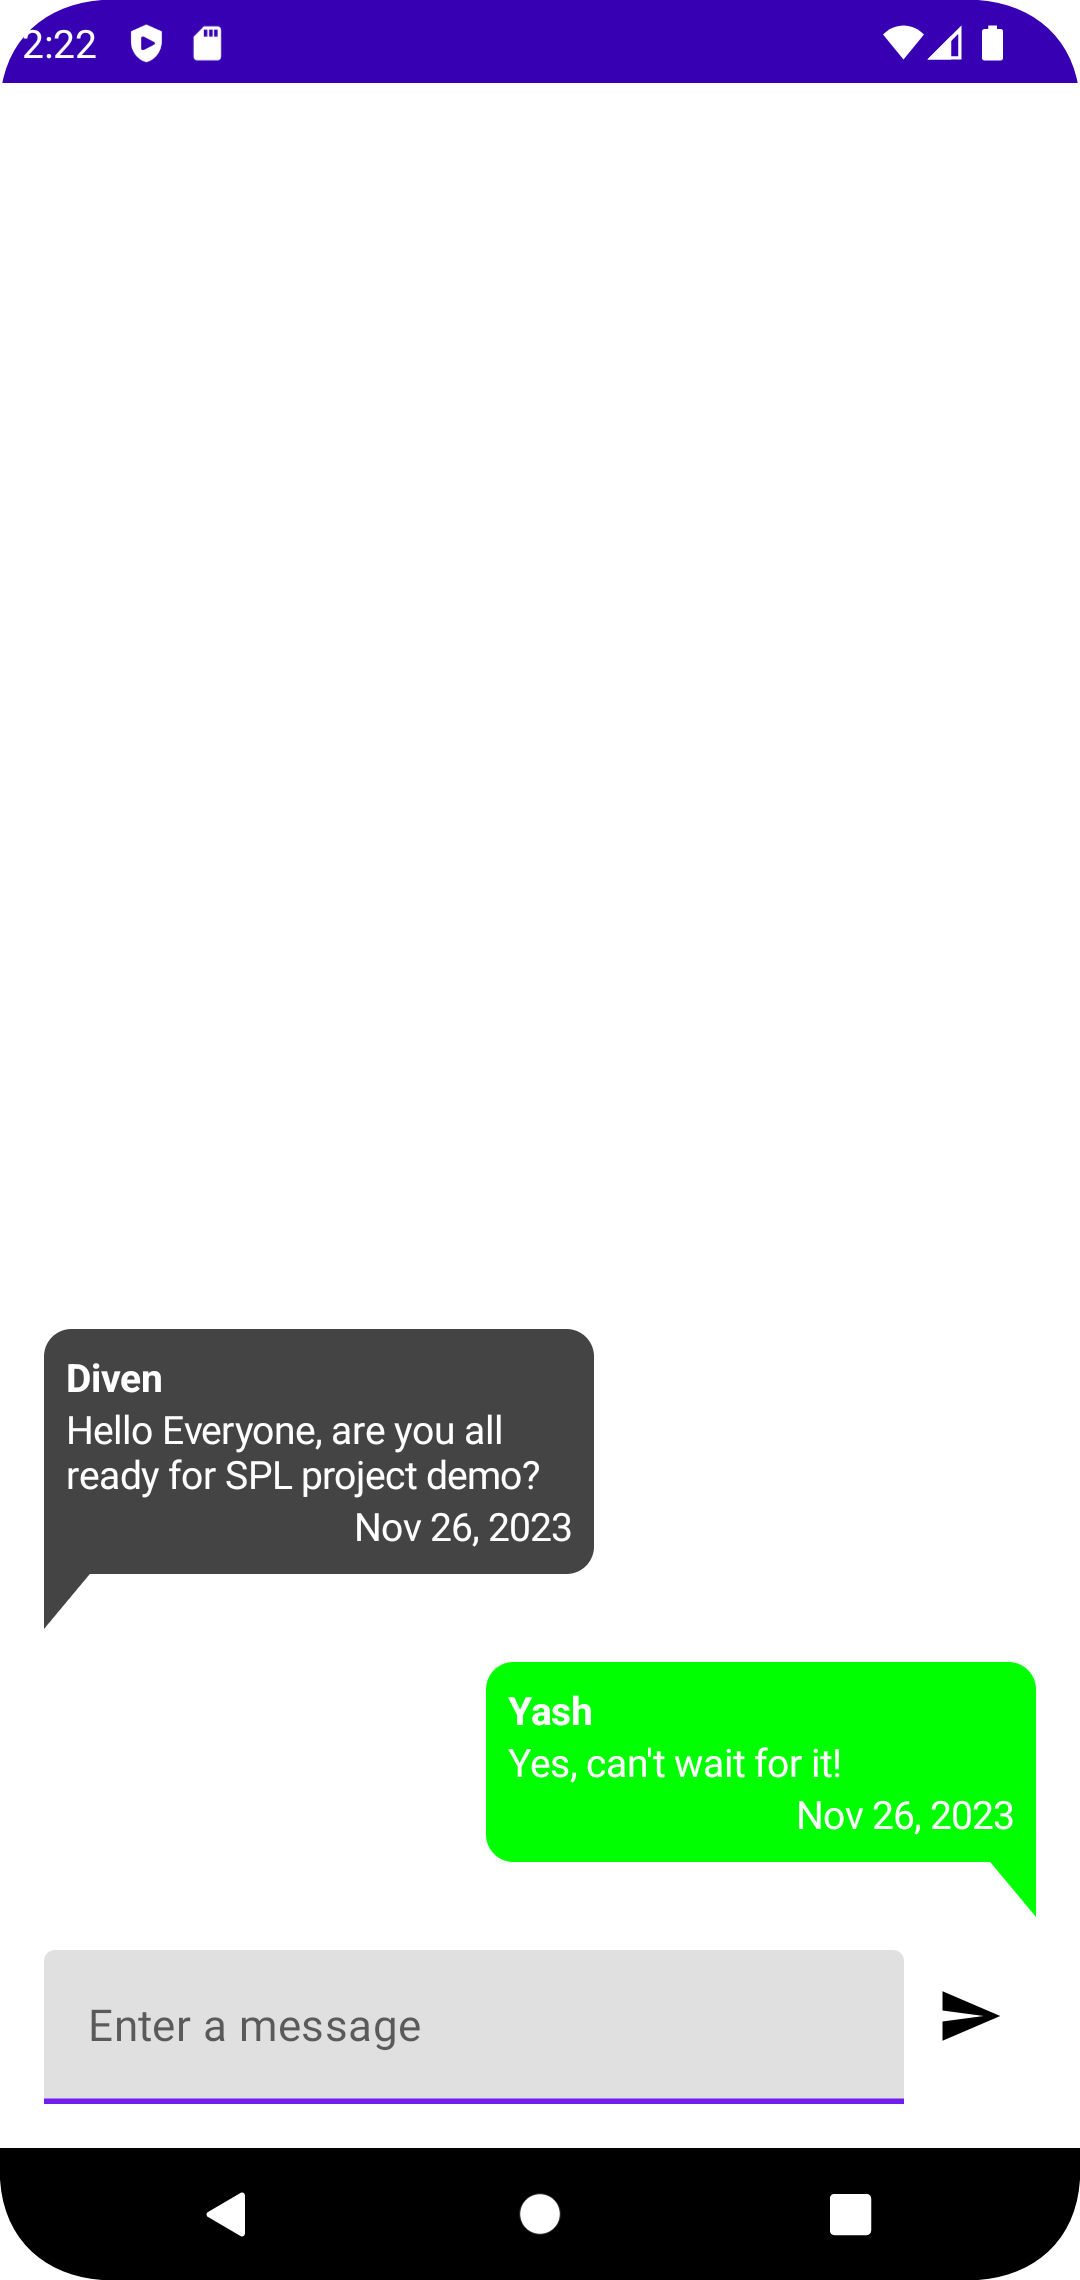 2:22
Diven
Hello Everyone, are you all
ready for SPL project demo?
Nov 26, 2023
Yash
Yes, can't wait for it!
Nov 26, 2023
Enter a message